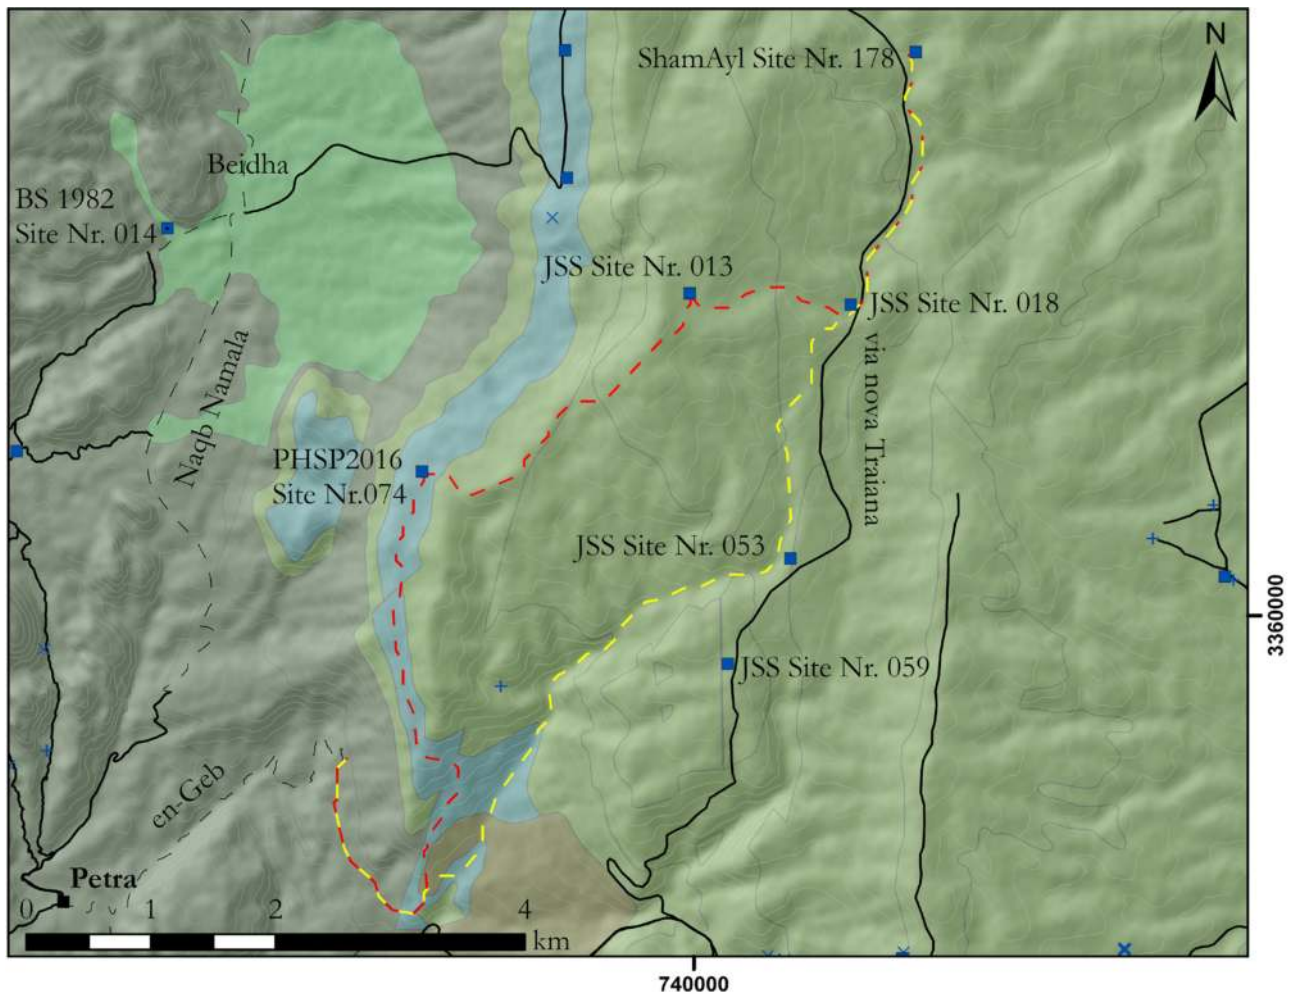 N
ShamAyl Site Nr. 178
Beidha
BS 1982
Site Nr. 014
JSS Site Nr. 013
JSS Site Nr. 018
via nova Traiana
Naqb Namala
PHSP2016
Site Nr.074
JSS Site Nr. 053
3360000
JSS Site Nr. 059
en-Geb
Petra
0 1 2 4
km
740000